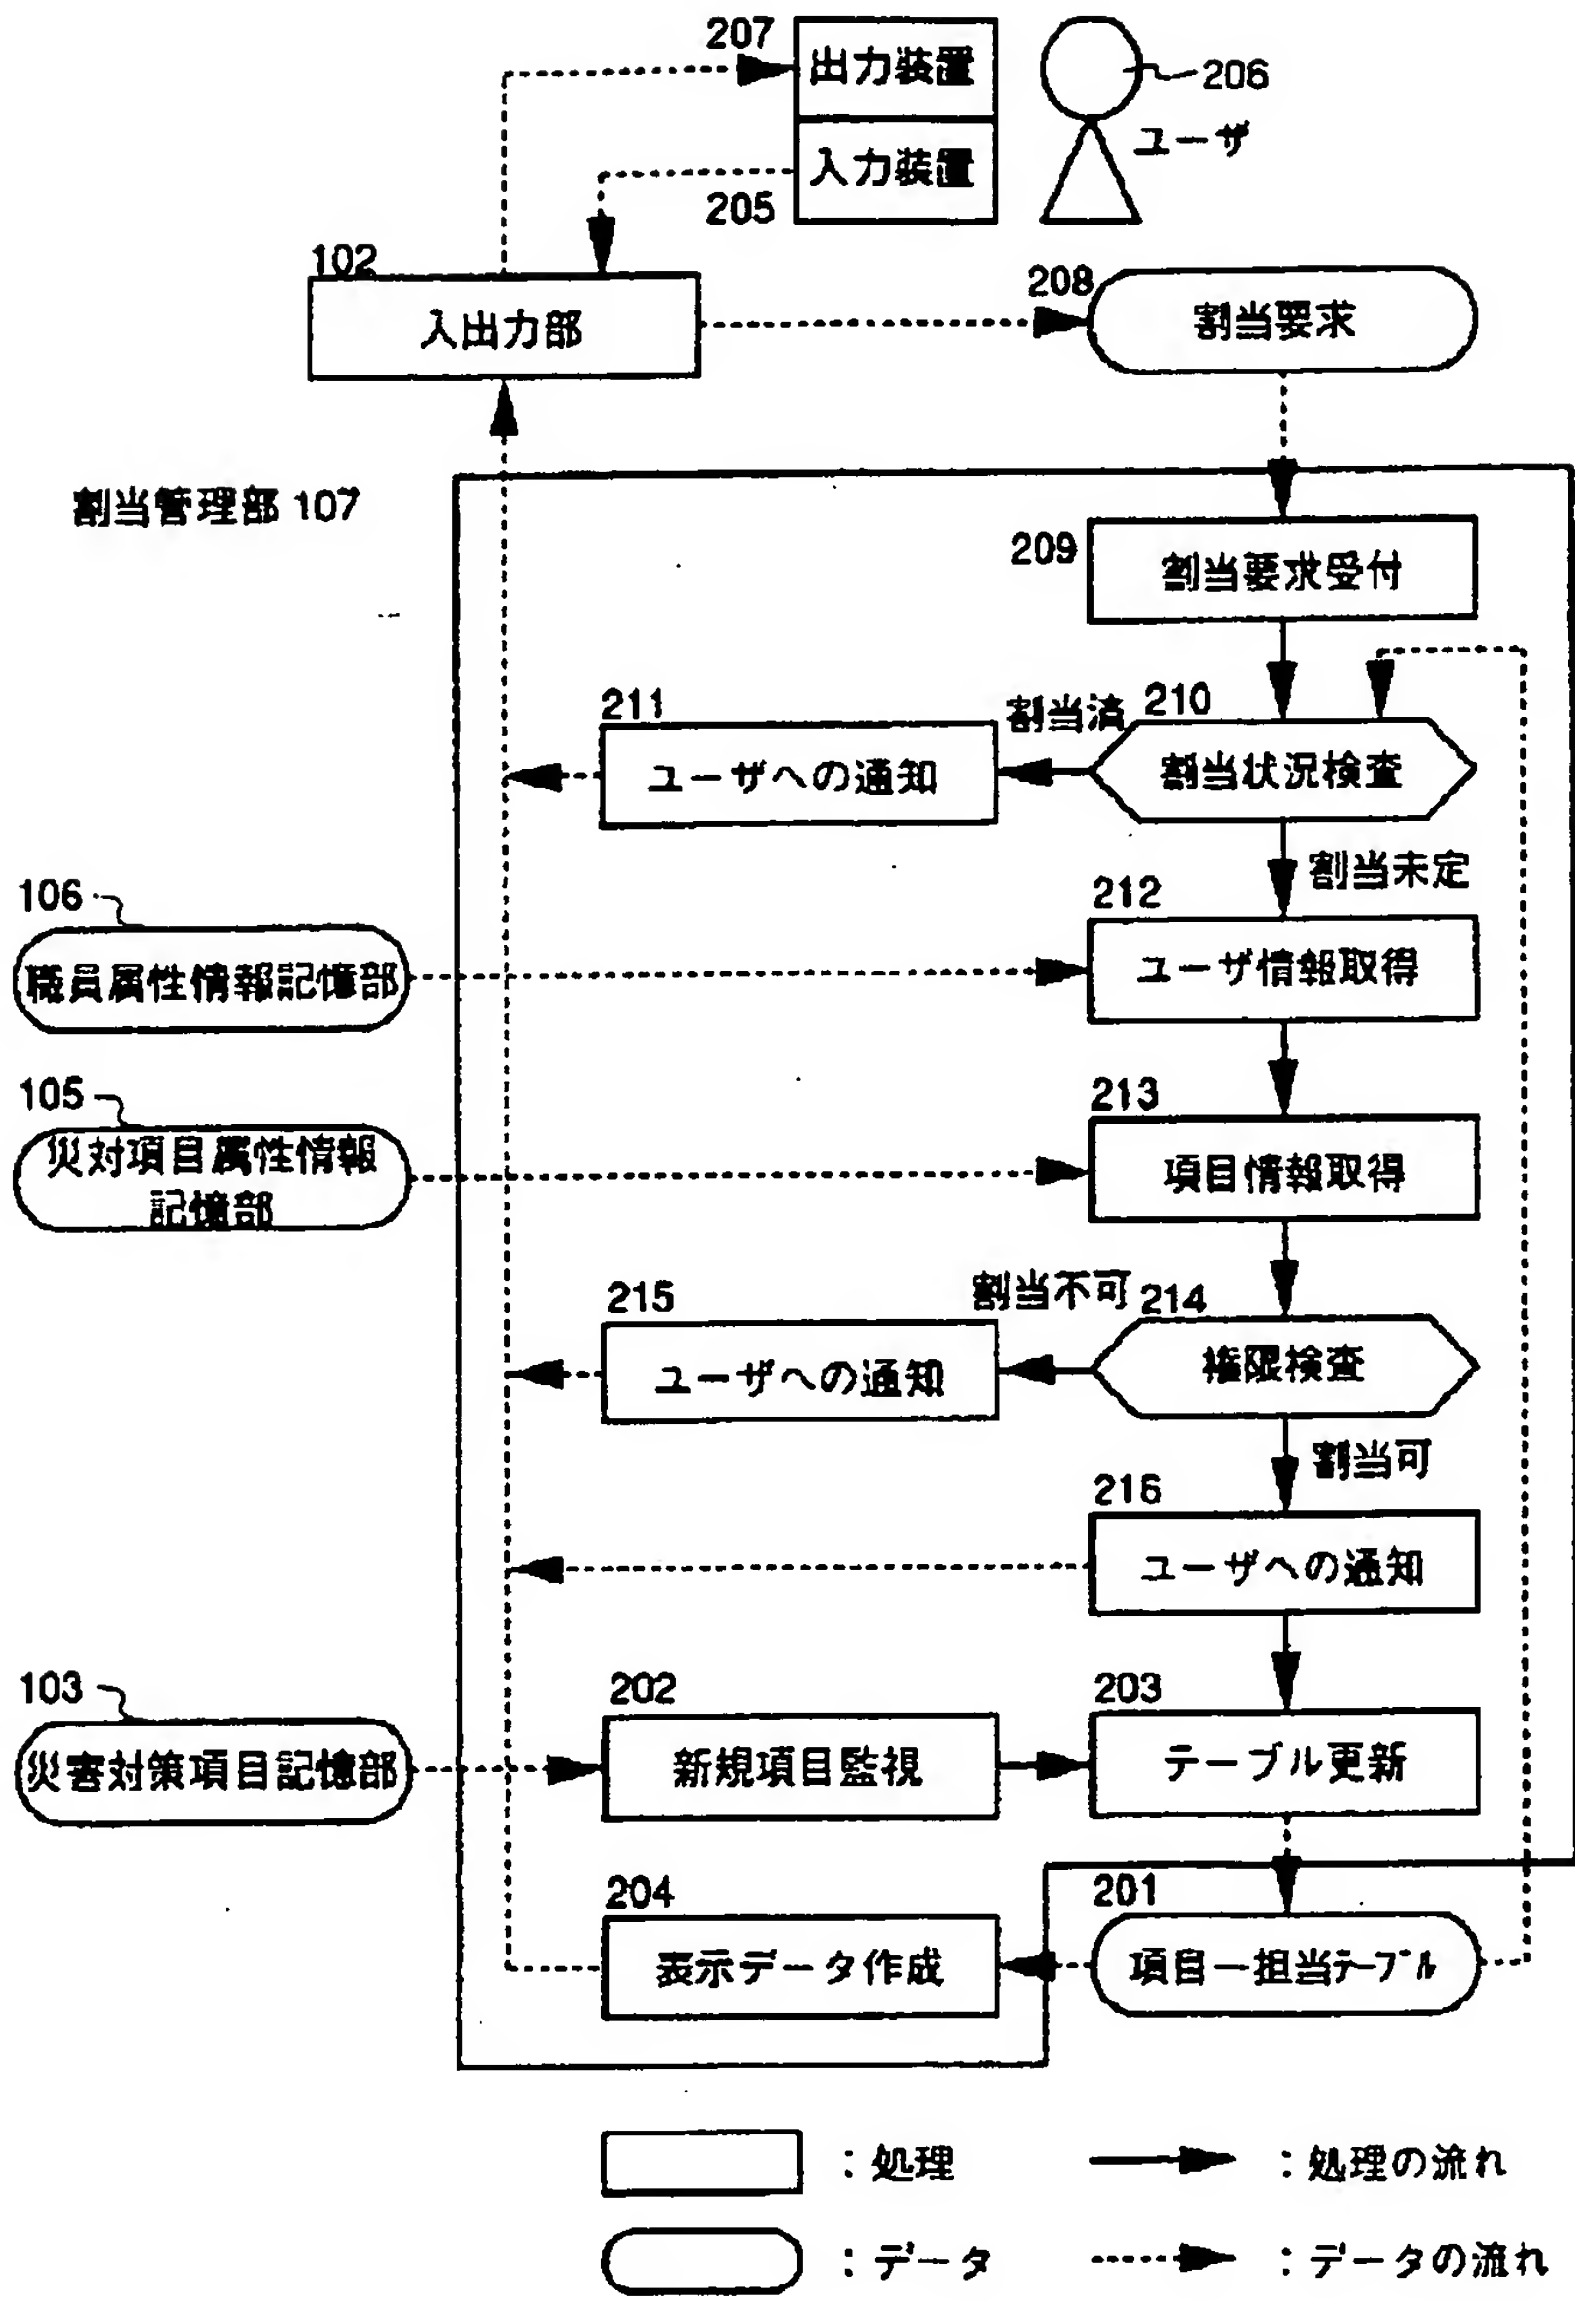 207
出力装置
206
ユーザ
入力装置
205
102
入出力部
208
割当要求
割当管理部 107
209
割当要求受付
211
割当済
210
ユーザへの通知
割当状況検査
割当未定
106
212
職員属性情報記憶部
ユーザ情報取得
105
213
災対項目属性情報
記憶部
項目情報取得
215
割当不可
214
ユーザへの通知
権限検査
割当可
216
ユーザへの通知
103
202
203
災害対策項目記憶部
新規項目監視
テーブル更新
204
201
表示データ作成
項目ー担当テーブル
:処理
:処理の流れ
:データ
:データの流れ